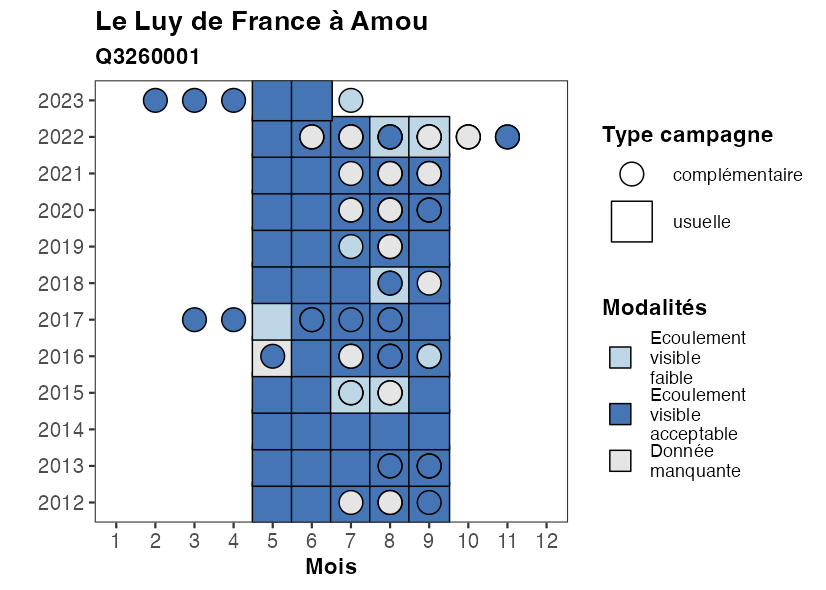 Le Luy de France à Amou
Q3260001
2023
2022
2021
2020
2019
2018
2017
2016
2015
2014
2013
2012
1 2 3 4 5 6 7 8 9 10 11 12
Mois
Type campagne
complémentaire
usuelle
Modalités
Ecoulement
visible
faible
Ecoulement
visible
acceptable
Donnée
manquante